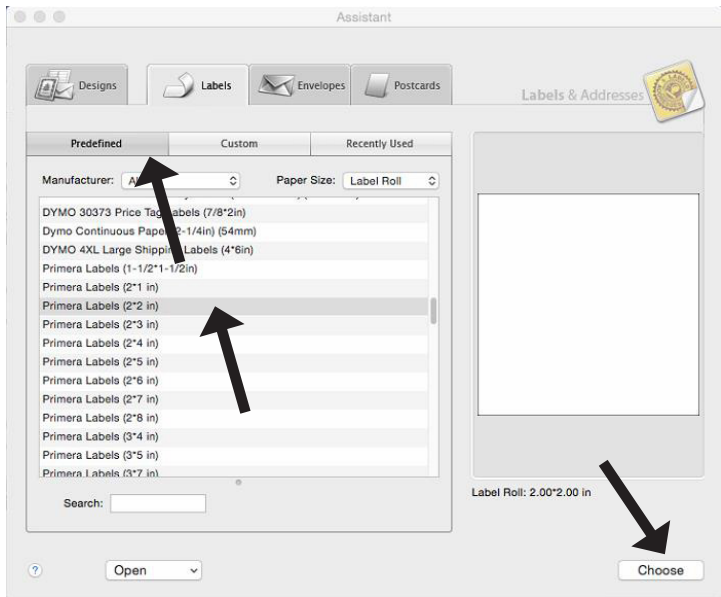 Assistant
Designs
Labels
Envelopes
Postcards
Labels & Addresses
Predefined
Custom
Recently Used
Manufacturer:
Paper Size: Label Roll
DYMO 30373 Price Tag Labels (7/8*2in)
Dymo Continuous Paper (2-1/4in) (54mm)
DYMO 4XL Large Shipping Labels (4*6in)
Primera Labels (1-1/2*1-1/2in)
Primera Labels (2*1 in)
Primera Labels (2*2 in)
Primera Labels (2*3 in)
Primera Labels (2*4 in)
Primera Labels (2*5 in)
Primera Labels (2*6 in)
Primera Labels (2*7 in)
Primera Labels (2*8 in)
Primera Labels (3*4 in)
Primera Labels (3*5 in)
Primera Labels (3*7 in)
Search:
Label Roll: 2.00*2.00 in
?
Open
Choose